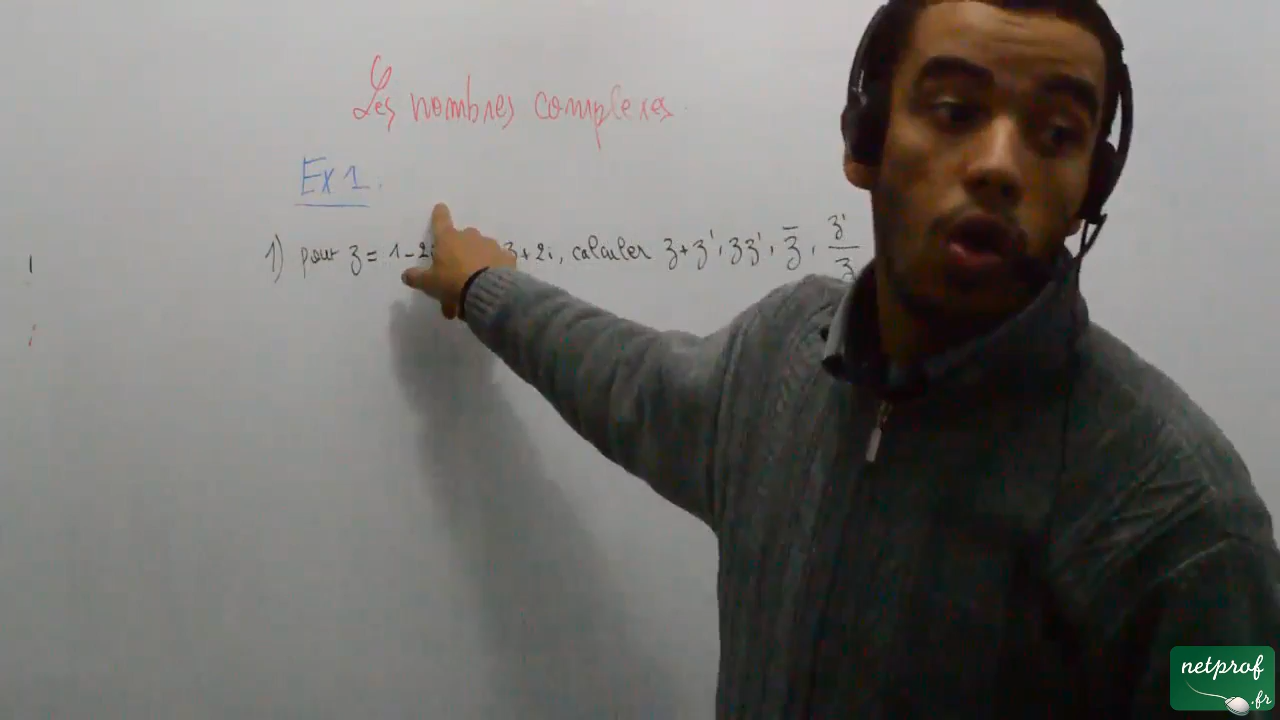 Les nombres complexes.
Ex 1.
1) pour z = 1 - 2i 3 + 2i, calculer z + z', zz', z̄, z'/z
netprof
.fr